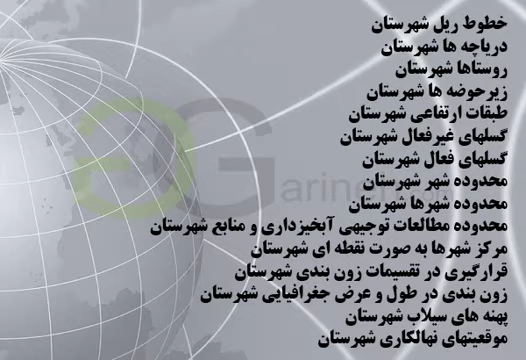 خطوط ریل شهرستان
دریاچه ها شهرستان
روستاها شهرستان
زیرحوضه ها شهرستان
طبقات ارتفاعی شهرستان
گسلهای غیرفعال شهرستان
گسلهای فعال شهرستان
محدوده شهر شهرستان
محدوده شهرها شهرستان
محدوده مطالعات توجیهی آبخیزداری و منابع شهرستان
مرکز شهرها به صورت نقطه ای شهرستان
قرارگیری در تقسیمات زون بندی شهرستان
زون بندی در طول و عرض جغرافیایی شهرستان
پهنه های سیلاب شهرستان
موقعیتهای نهالکاری شهرستان